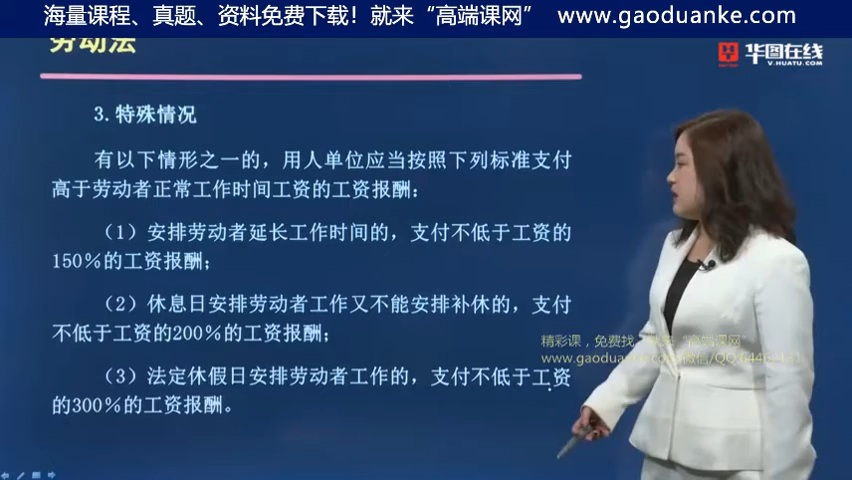 海量课程、真题、资料免费下载！就来“高端课网” www.gaoduanke.com
劳动法
华图在线
V.HUATU.COM
3.特殊情况
有以下情形之一的，用人单位应当按照下列标准支付
高于劳动者正常工作时间工资的工资报酬：
（1）安排劳动者延长工作时间的，支付不低于工资的
150％的工资报酬；
（2）休息日安排劳动者工作又不能安排补休的，支付
不低于工资的200％的工资报酬；
精彩课，免费找 “高端课网”
www.gaoduan 微信/QQ
（3）法定休假日安排劳动者工作的，支付不低于工资
的300％的工资报酬。